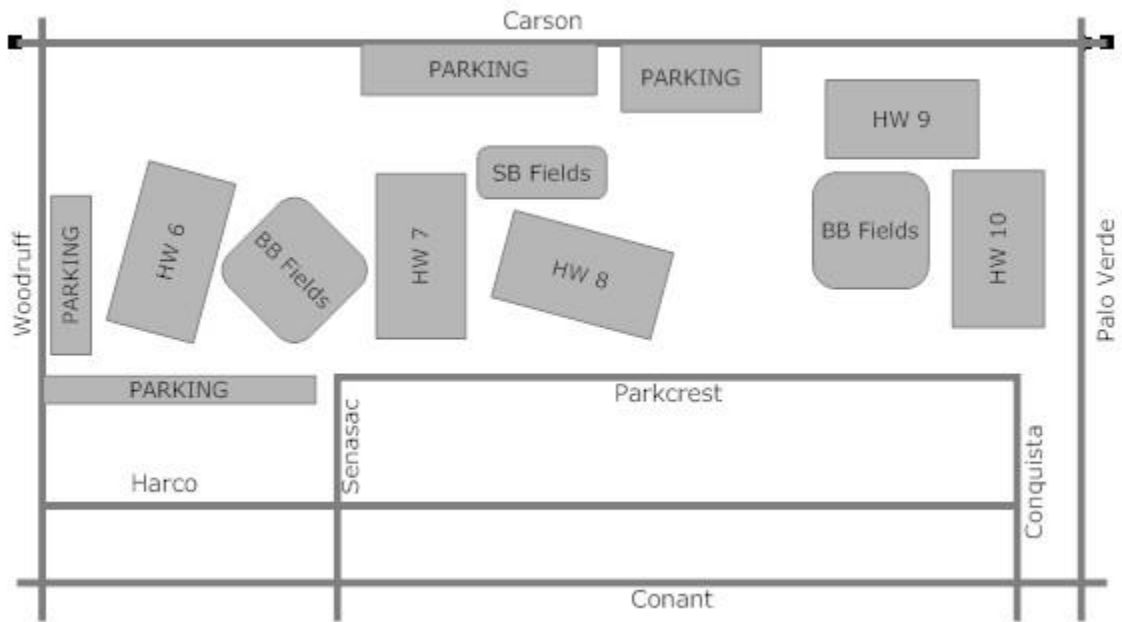 Carson
PARKING
PARKING
HW 9
SB Fields
HW 6
BB Fields
HW 7
HW 8
BB Fields
HW 10
Woodruff
PARKING
Palo Verde
PARKING
Parkcrest
Senasac
Harco
Conquista
Conant